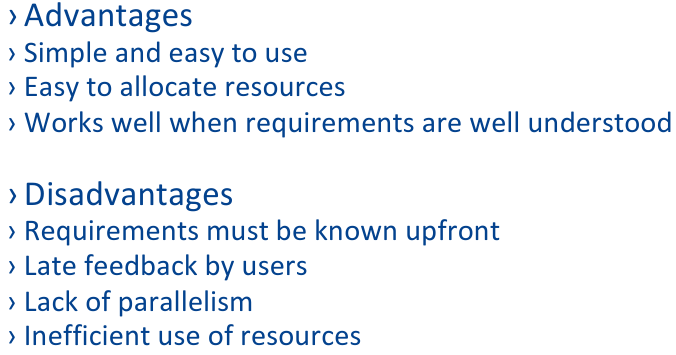 › Advantages
› Simple and easy to use
› Easy to allocate resources
› Works well when requirements are well understood
› Disadvantages
› Requirements must be known upfront
› Late feedback by users
› Lack of parallelism
› Inefficient use of resources